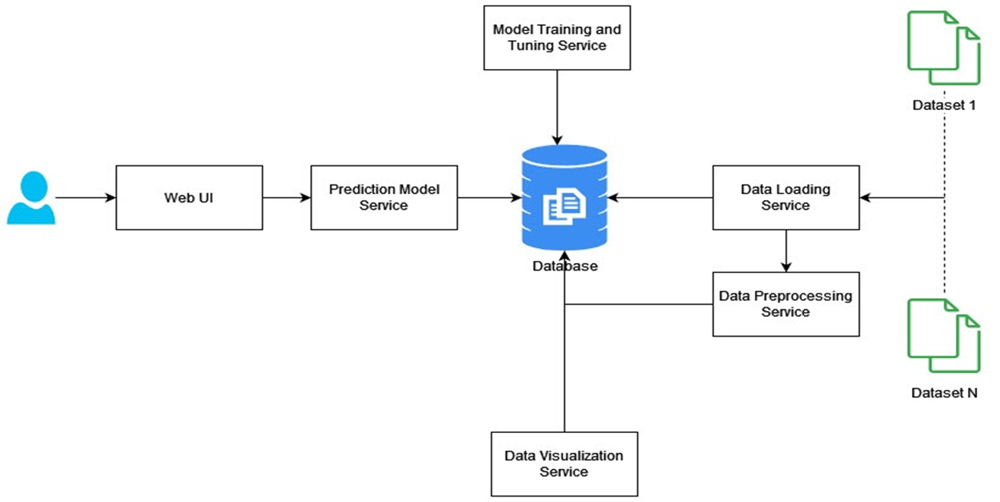 Model Training and
Tuning Service
Dataset 1
Web UI
Prediction Model
Service
Data Loading
Service
Database
Data Preprocessing
Service
Dataset N
Data Visualization
Service